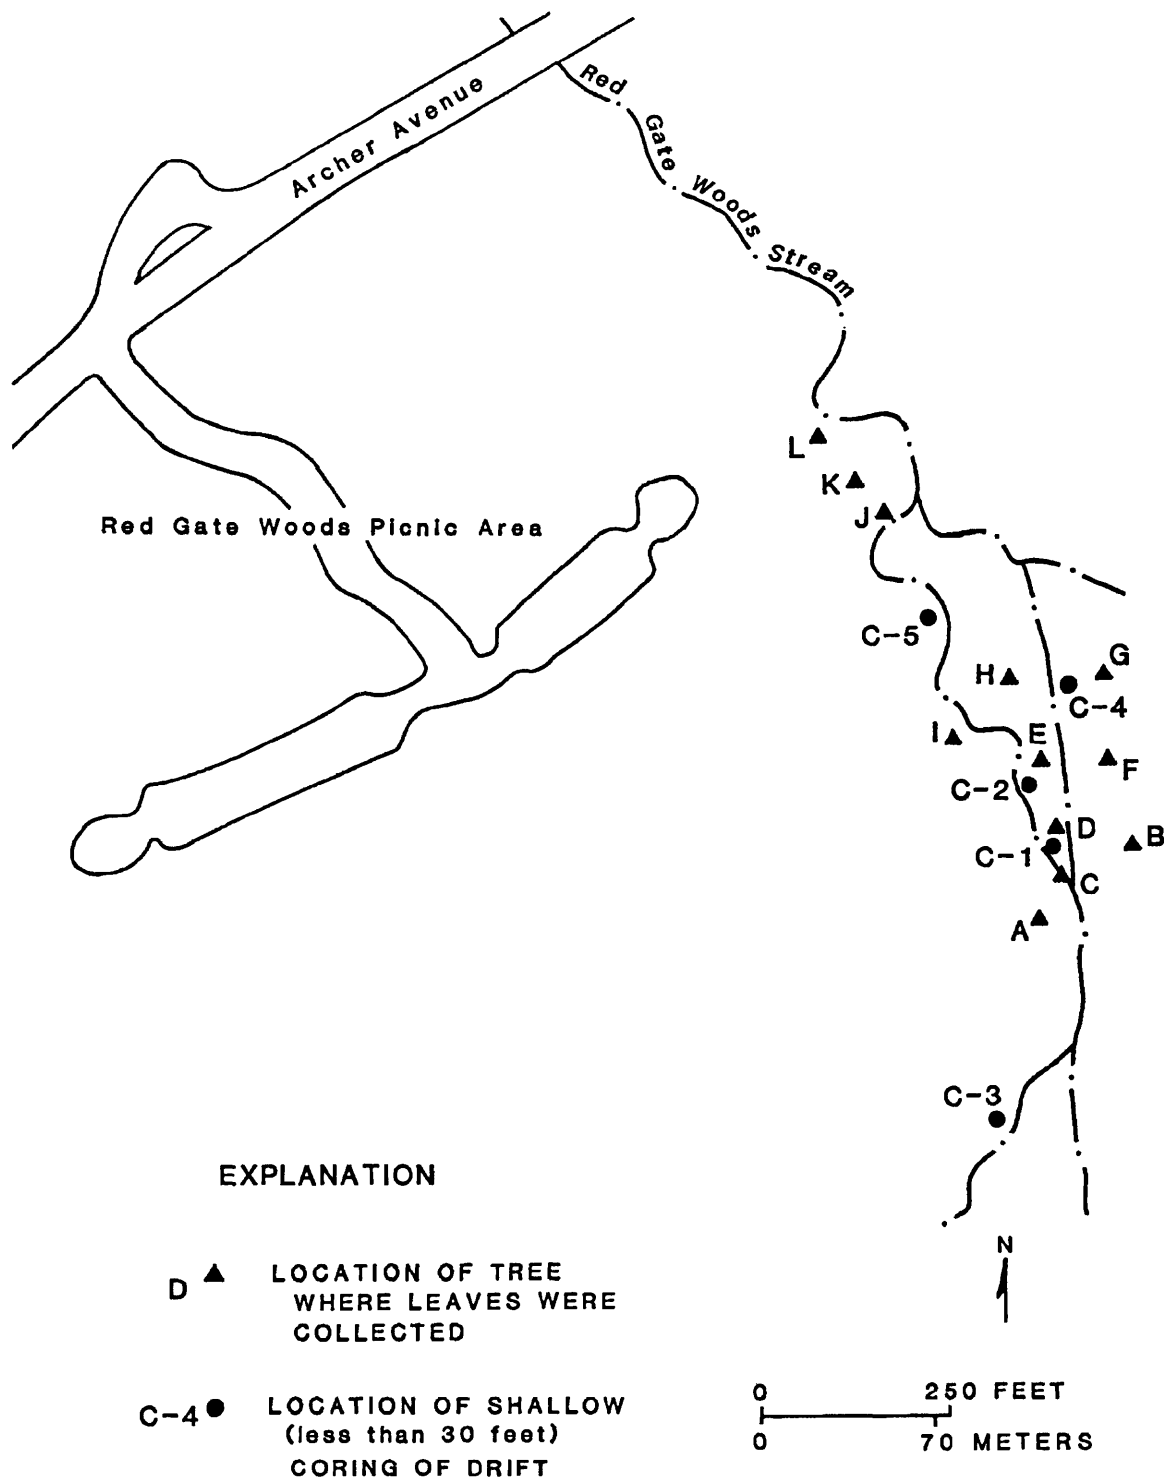 Archer Avenue
Red Gate Woods Stream
L
K
J
Red Gate Woods Picnic Area
C-5
G
H
C-4
I
E
F
C-2
D
B
C-1
C
A
C-3
EXPLANATION
D LOCATION OF TREE
WHERE LEAVES WERE
COLLECTED
C-4 LOCATION OF SHALLOW
(less than 30 feet)
CORING OF DRIFT
N
0 250 FEET
0 70 METERS